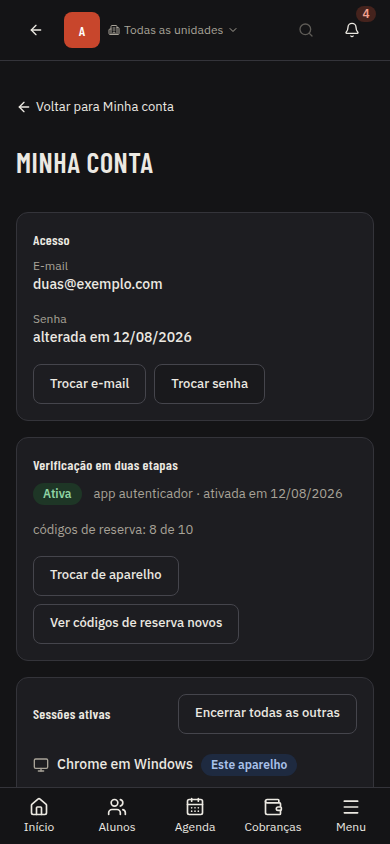 A
Todas as unidades
4
Voltar para Minha conta
MINHA CONTA
Acesso
E-mail
duas@exemplo.com
Senha
alterada em 12/08/2026
Trocar e-mail
Trocar senha
Verificação em duas etapas
Ativa
app autenticador · ativada em 12/08/2026
códigos de reserva: 8 de 10
Trocar de aparelho
Ver códigos de reserva novos
Sessões ativas
Encerrar todas as outras
Chrome em Windows
Este aparelho
Início
Alunos
Agenda
Cobranças
Menu